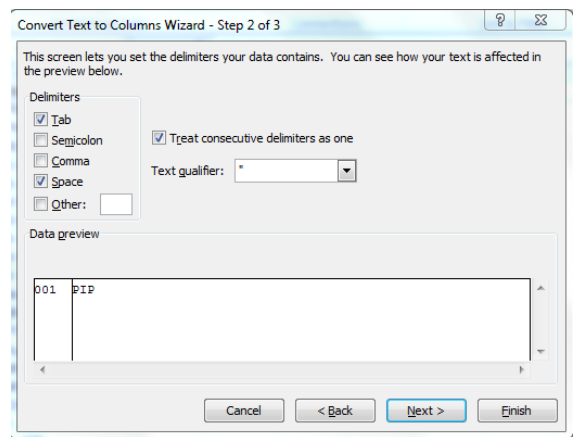 Convert Text to Columns Wizard - Step 2 of 3
This screen lets you set the delimiters your data contains. You can see how your text is affected in
the preview below.
Delimiters
Tab
Semicolon
Comma
Space
Other:
Treat consecutive delimiters as one
Text qualifier: "
Data preview
001 PIP
Cancel < Back Next > Finish